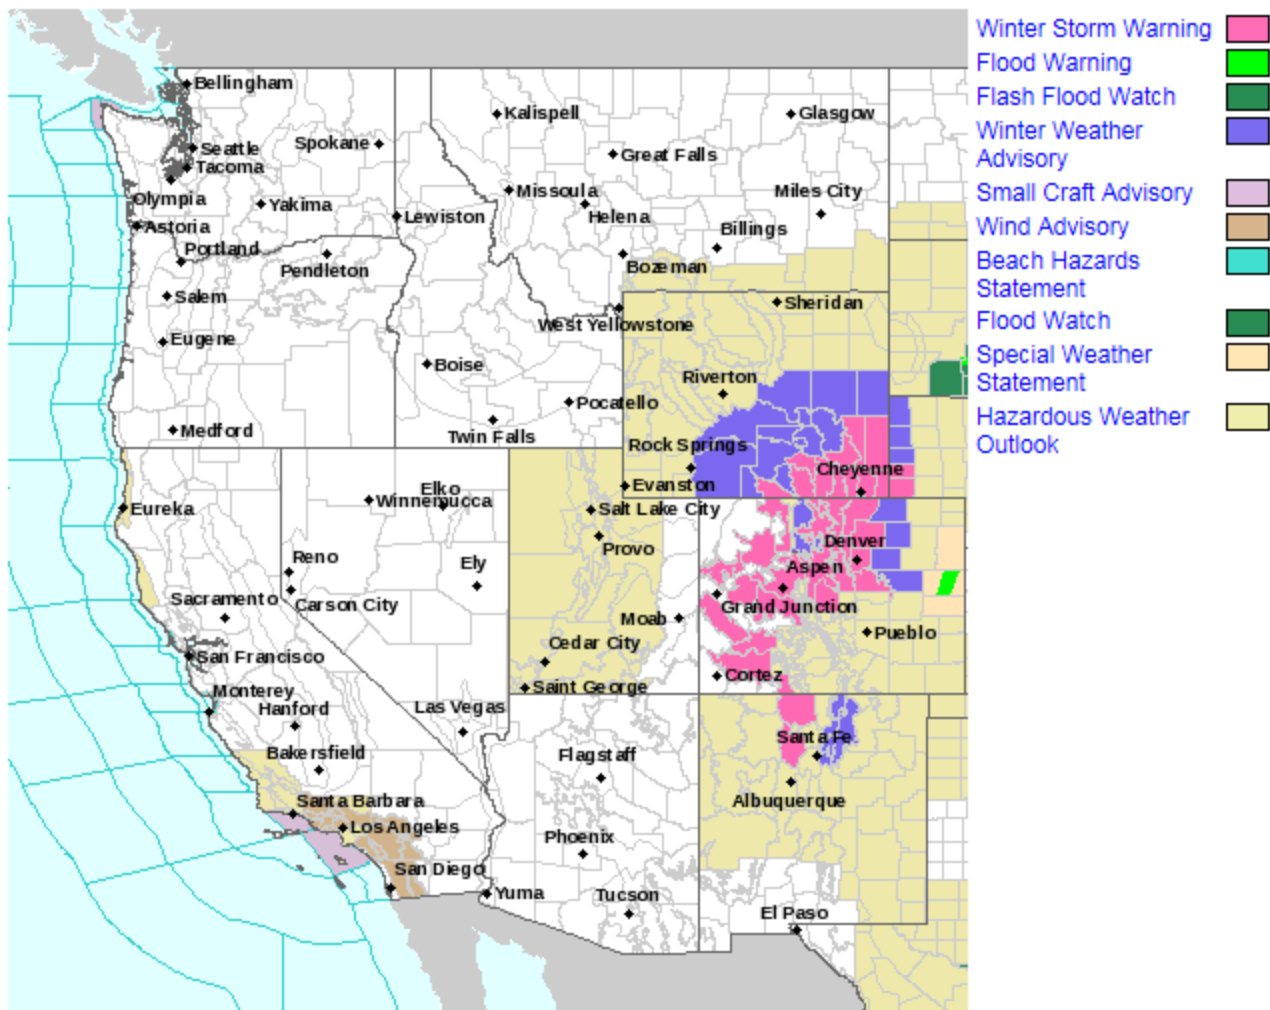 Bellingham
Kalispell
Glasgow
Seattle
Spokane
Great Falls
Tacoma
Olympia
Yakima
Missoula
Miles City
Lewiston
Helena
Astoria
Billings
Portland
Pendleton
Bozeman
Salem
Sheridan
West Yellowstone
Eugene
Boise
Riverton
Pocatello
Medford
Twin Falls
Rock Springs
Cheyenne
Evanston
Elko
Winnemucca
Eureka
Salt Lake City
Provo
Denver
Reno
Ely
Aspen
Sacramento
Carson City
Grand Junction
Moab
Pueblo
Cedar City
San Francisco
Cortez
Saint George
Monterey
Hanford
Las Vegas
Santa Fe
Bakersfield
Flagstaff
Santa Barbara
Albuquerque
Los Angeles
Phoenix
San Diego
Yuma
Tucson
El Paso
Winter Storm Warning
Flood Warning
Flash Flood Watch
Winter Weather
Advisory
Small Craft Advisory
Wind Advisory
Beach Hazards
Statement
Flood Watch
Special Weather
Statement
Hazardous Weather
Outlook